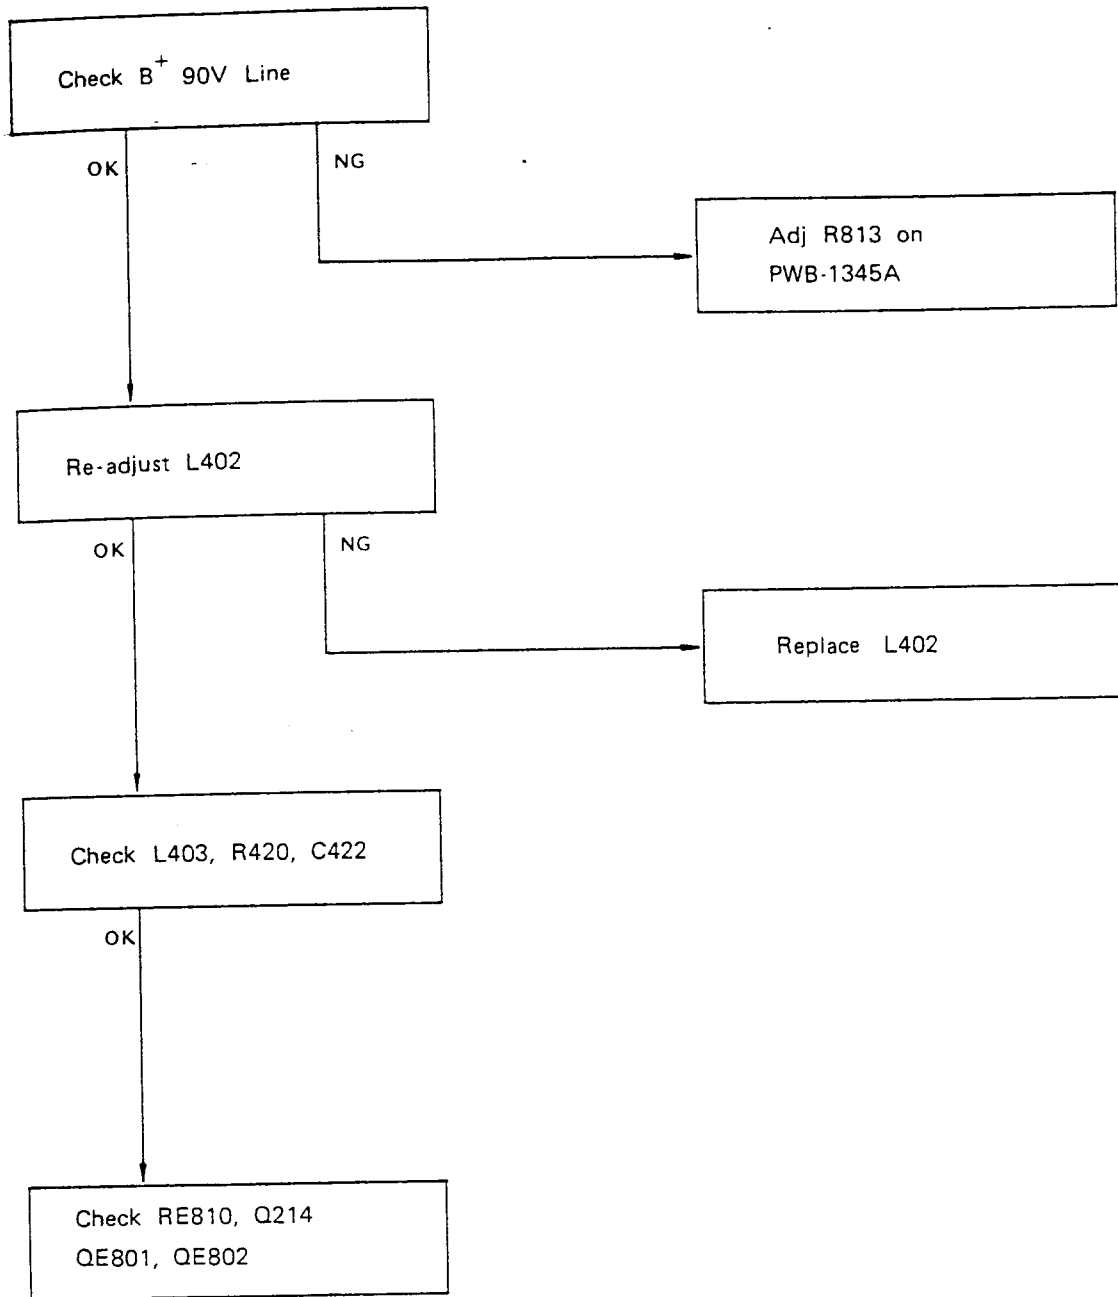 Check B+ 90V Line
OK
NG
Adj R813 on
PWB-1345A
Re-adjust L402
OK
NG
Replace L402
Check L403, R420, C422
OK
Check RE810, Q214
QE801, QE802